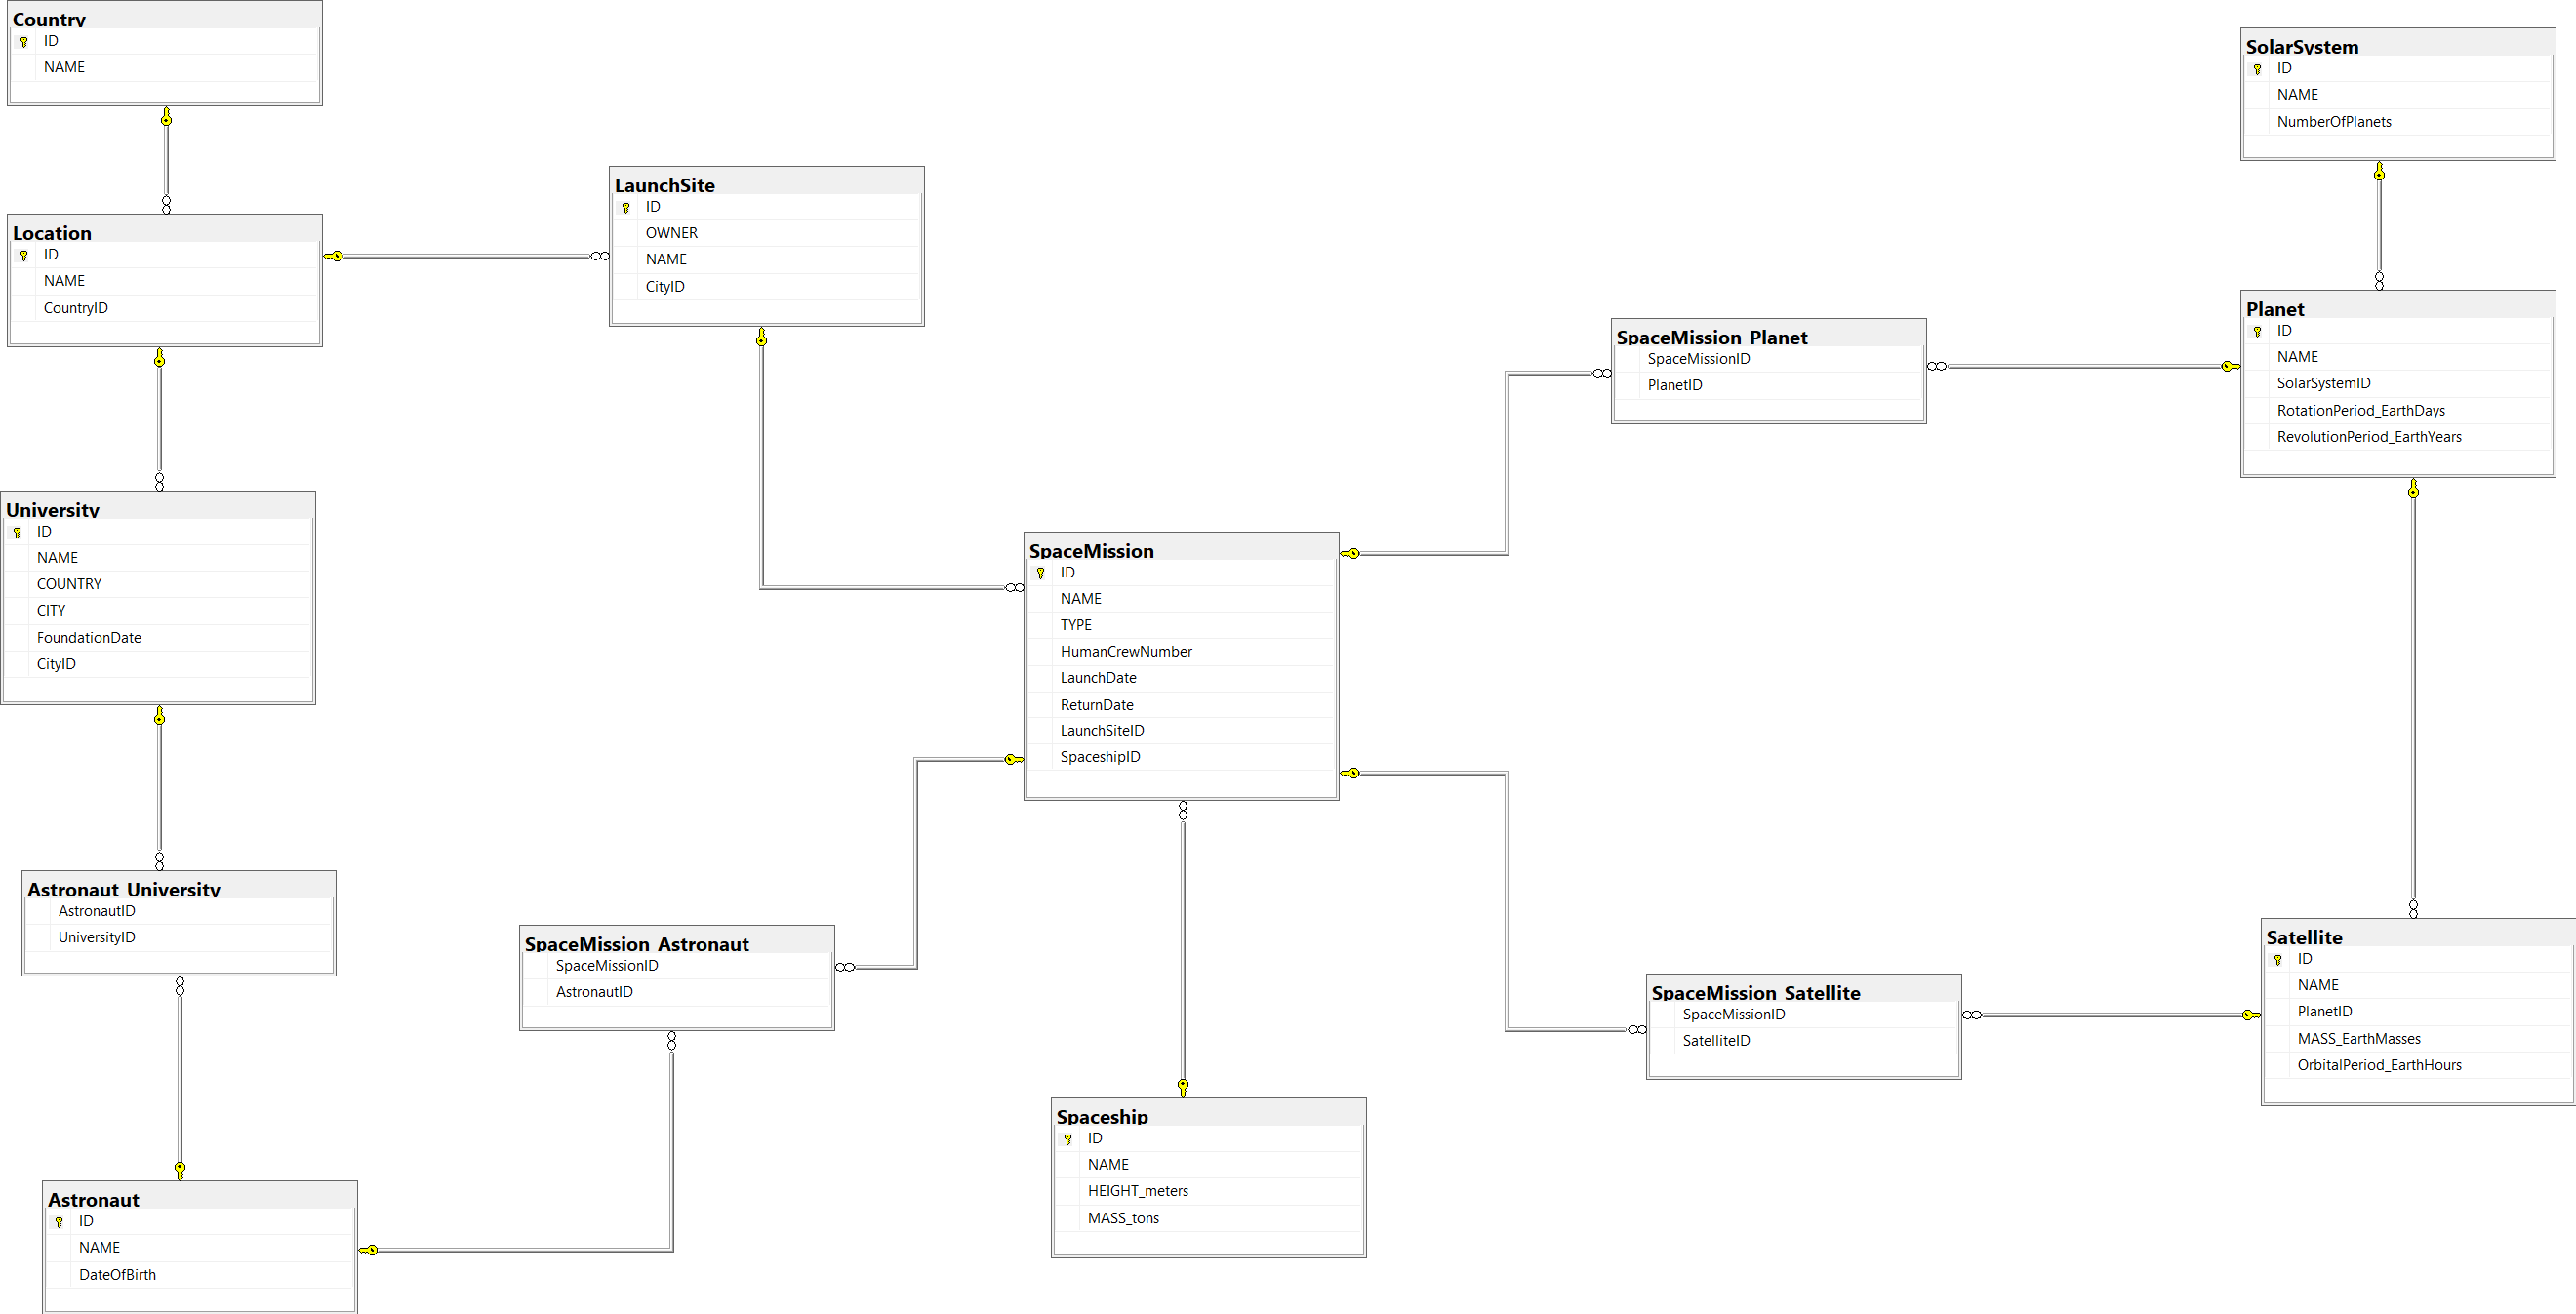 Country
ID
NAME
Location
ID
NAME
CountryID
University
ID
NAME
COUNTRY
CITY
FoundationDate
CityID
Astronaut_University
AstronautID
UniversityID
Astronaut
ID
NAME
DateOfBirth
LaunchSite
ID
OWNER
NAME
CityID
SpaceMission_Astronaut
SpaceMissionID
AstronautID
SpaceMission
ID
NAME
TYPE
HumanCrewNumber
LaunchDate
ReturnDate
LaunchSiteID
SpaceshipID
Spaceship
ID
NAME
HEIGHT_meters
MASS_tons
SpaceMission_Planet
SpaceMissionID
PlanetID
SpaceMission_Satellite
SpaceMissionID
SatelliteID
SolarSystem
ID
NAME
NumberOfPlanets
Planet
ID
NAME
SolarSystemID
RotationPeriod_EarthDays
RevolutionPeriod_EarthYears
Satellite
ID
NAME
PlanetID
MASS_EarthMasses
OrbitalPeriod_EarthHours